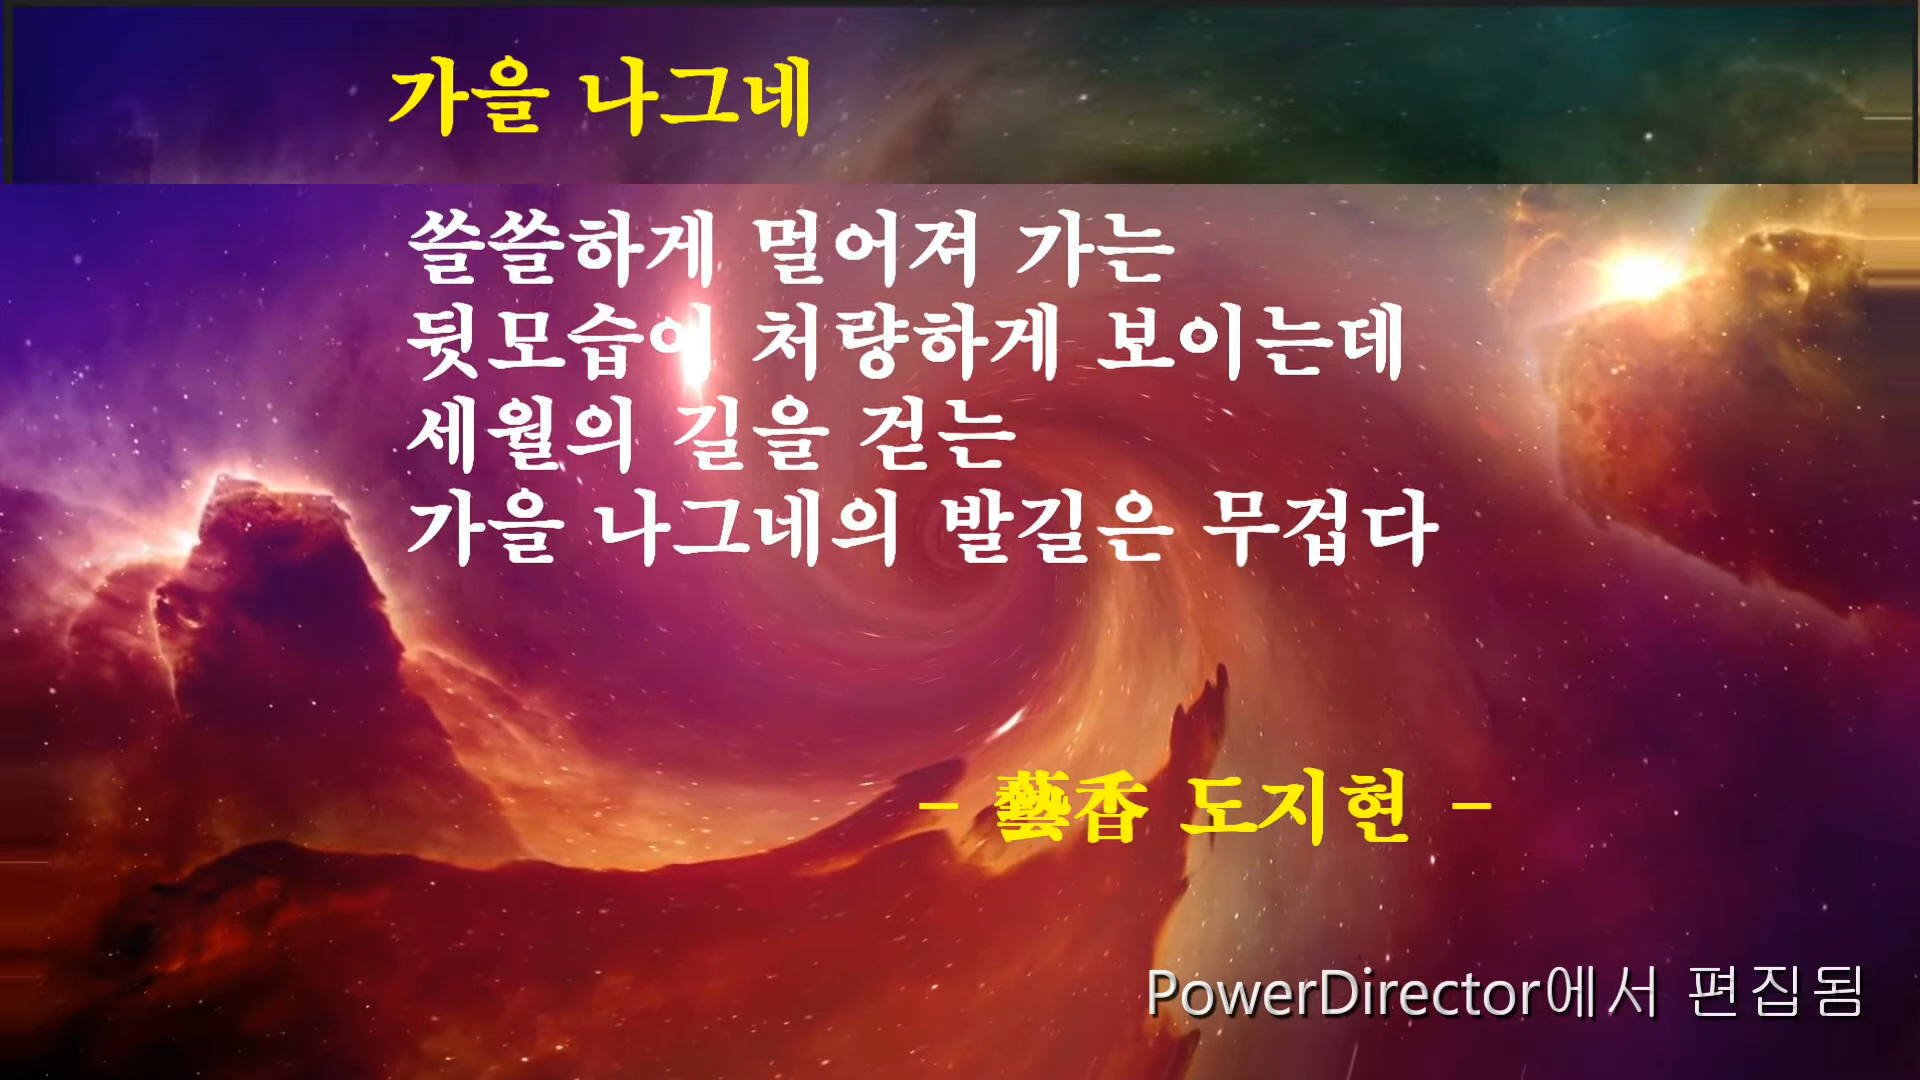 가을 나그네
쓸쓸하게 멀어져 가는
뒷모습이 처량하게 보이는데
세월의 길을 걷는
가을 나그네의 발길은 무겁다
- 藝香 도지현 -
PowerDirector에서 편집됨